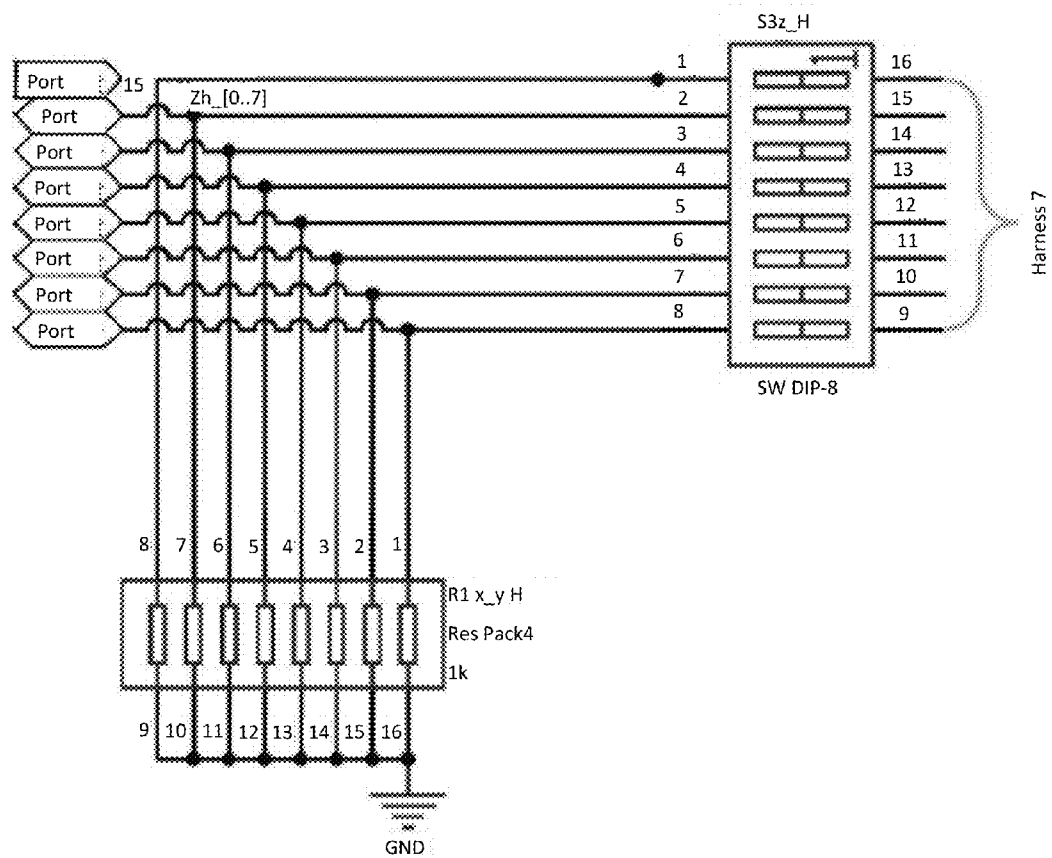 S3z_H
Port 15 1 16
Port Zh_[0..7] 2 15
Port 3 14
Port 4 13
Port 5 12
Port 6 11
Port 7 10
Port 8 9
Harness 7
SW DIP-8
8 7 6 5 4 3 2 1
R1 x_y H
Res Pack4
1k
9 10 11 12 13 14 15 16
GND